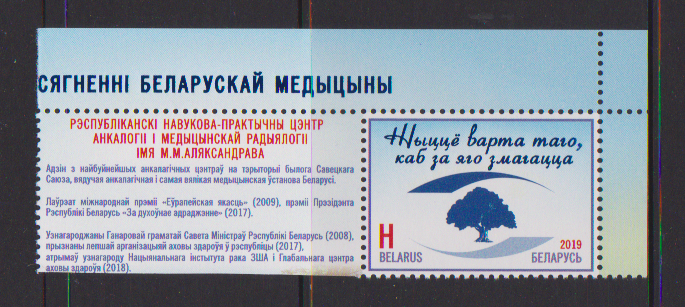 СЯГНЕННІ БЕЛАРУСКАЙ МЕДЫЦЫНЫ
РЭСПУБЛІКАНСКІ НАВУКОВА-ПРАКТЫЧНЫ ЦЭНТР
АНКАЛОГІІ І МЕДЫЦЫНСКАЙ РАДЫЯЛОГІІ
ІМЯ М.М.АЛЯКСАНДРАВА
Адзін з найбуйнейшых анкалагічных цэнтраў на тэрыторыі былога Савецкага
Саюза, вядучая анкалагічная і самая вялікая медыцынская ўстанова Беларусі.
Лаўрэат міжнароднай прэміі «Еўрапейская якасць» (2009), прэміі Прэзідэнта
Рэспублікі Беларусь «За духоўнае адраджэнне» (2017).
Узнагароджаны Ганаровай граматай Савета Міністраў Рэспублікі Беларусь (2008),
прызнаны лепшай арганізацыяй аховы здароўя ў рэспубліцы (2017),
атрымаў узнагароду Нацыянальнага інстытута рака ЗША і Глабальнага цэнтра
аховы здароўя (2018).
Жыццё варта таго,
каб за яго змагацца
H
2019
BELARUS
БЕЛАРУСЬ